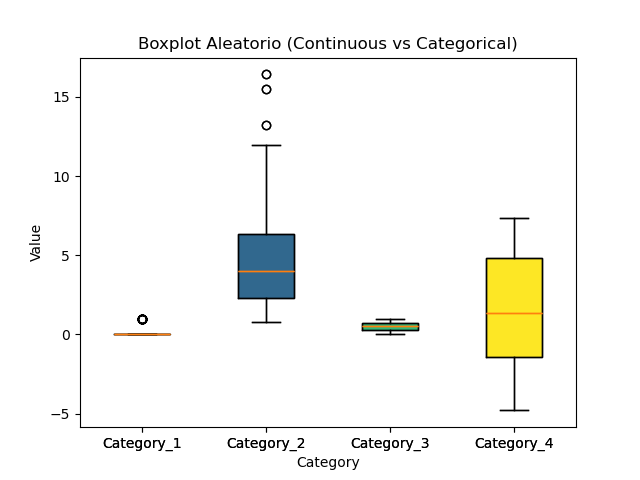 Boxplot Aleatorio (Continuous vs Categorical)
Value
15
10
5
0
−5
Category_1 Category_2 Category_3 Category_4
Category